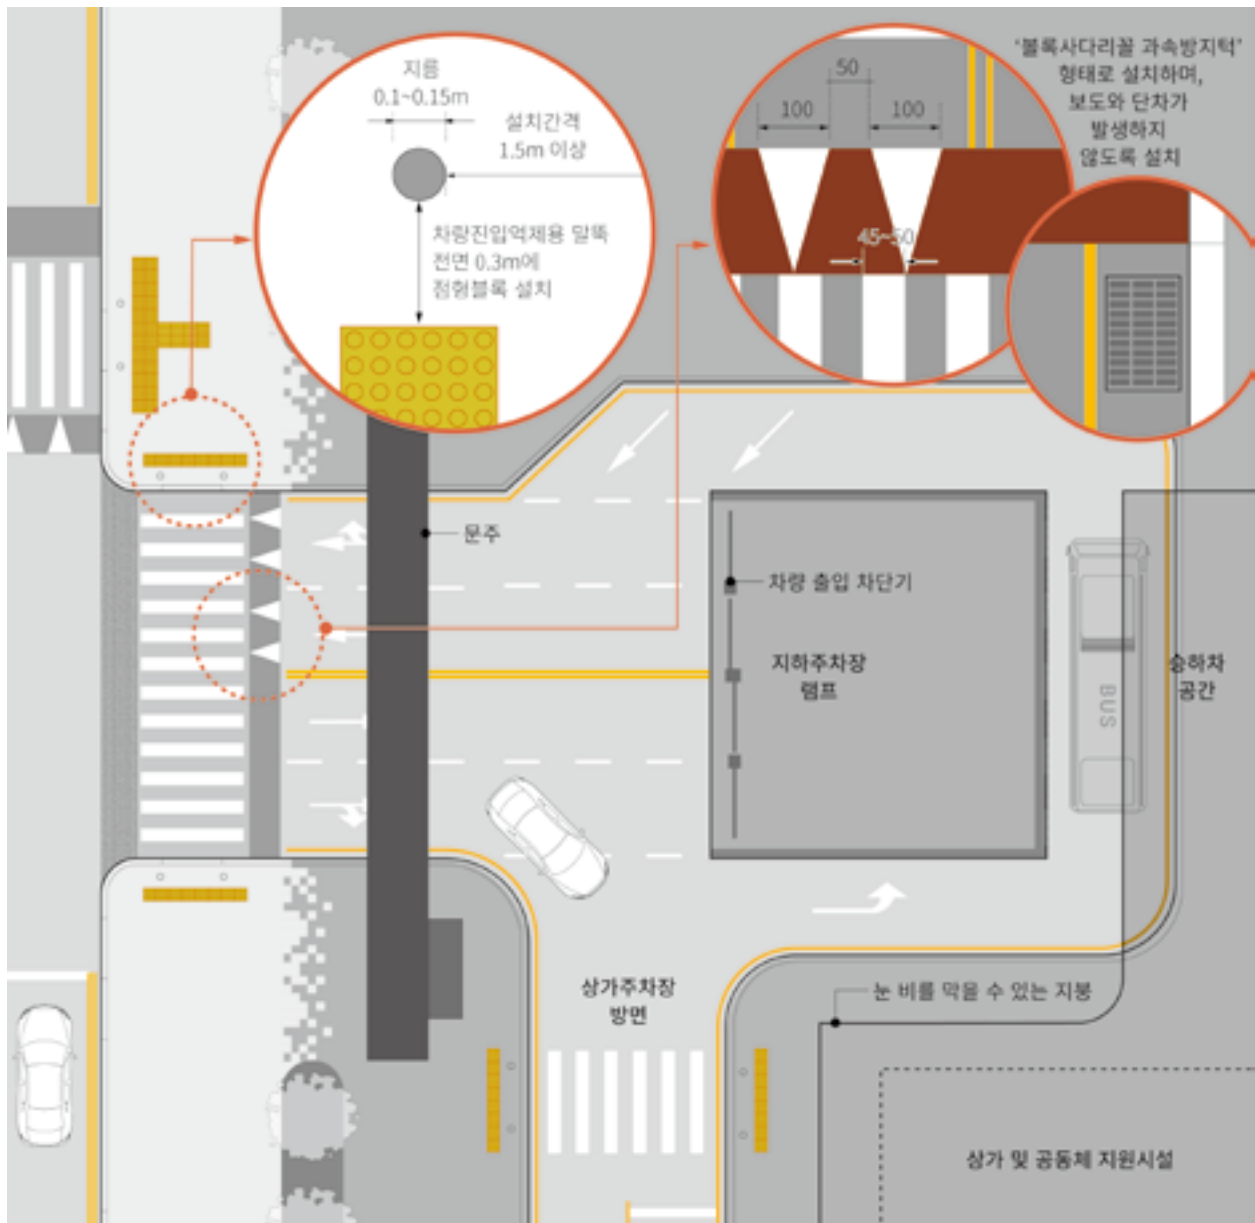 지름
0.1~0.15m
설치간격
1.5m 이상
차량진입억제용 말뚝
전면 0.3m에
점형블록 설치
50
100
100
45~50
‘볼록사다리꼴 과속방지턱’
형태로 설치하며,
보도와 단차가
발생하지
않도록 설치
문주
차량 출입 차단기
지하주차장
램프
승하차
공간
BUS
상가주차장
방면
눈 비를 막을 수 있는 지붕
상가 및 공동체 지원시설